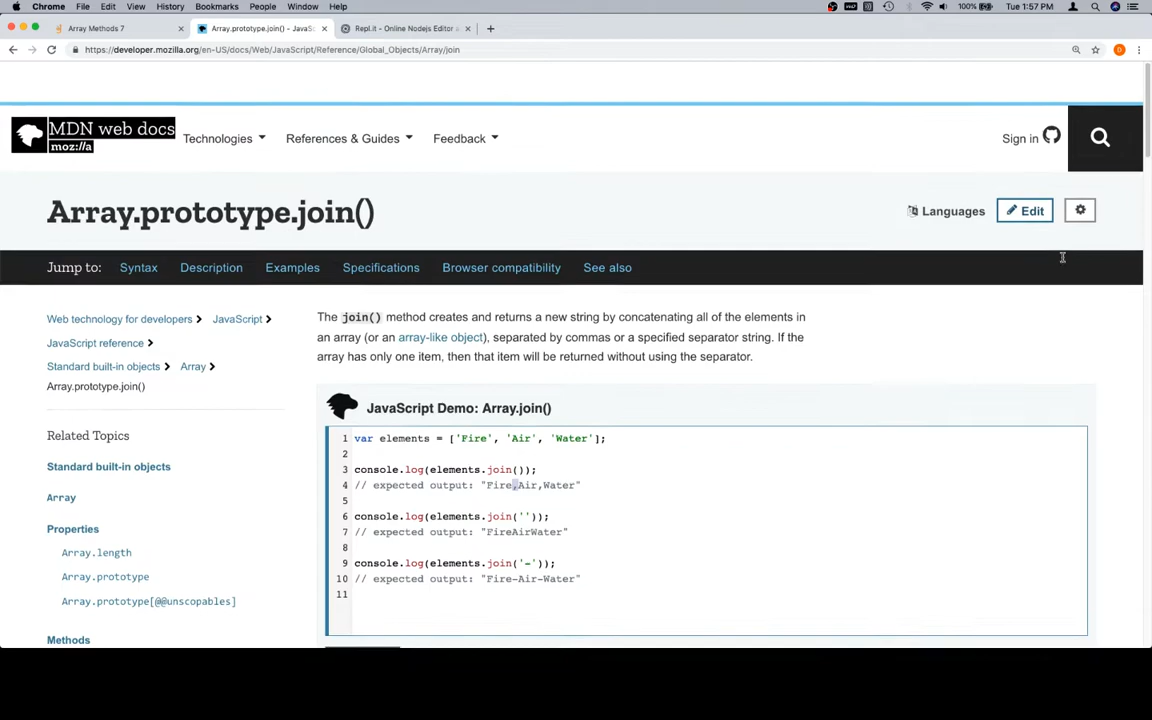 Chrome File Edit View History Bookmarks People Window Help 100% Tue 1:57 PM
Array Methods 7 × Array.prototype.join() - JavaSc × Repl.it - Online Nodejs Editor a × +
https://developer.mozilla.org/en-US/docs/Web/JavaScript/Reference/Global_Objects/Array/join
MDN web docs
moz://a
Technologies References & Guides Feedback Sign in
Array.prototype.join()
Languages Edit
Jump to: Syntax Description Examples Specifications Browser compatibility See also
Web technology for developers JavaScript
JavaScript reference
Standard built-in objects Array
Array.prototype.join()
Related Topics
Standard built-in objects
Array
Properties
Array.length
Array.prototype
Array.prototype[@@unscopables]
Methods
The join() method creates and returns a new string by concatenating all of the elements in
an array (or an array-like object), separated by commas or a specified separator string. If the
array has only one item, then that item will be returned without using the separator.
JavaScript Demo: Array.join()
1 var elements = ['Fire', 'Air', 'Water'];
2
3 console.log(elements.join());
4 // expected output: "Fire,Air,Water"
5
6 console.log(elements.join(''));
7 // expected output: "FireAirWater"
8
9 console.log(elements.join('-'));
10 // expected output: "Fire-Air-Water"
11